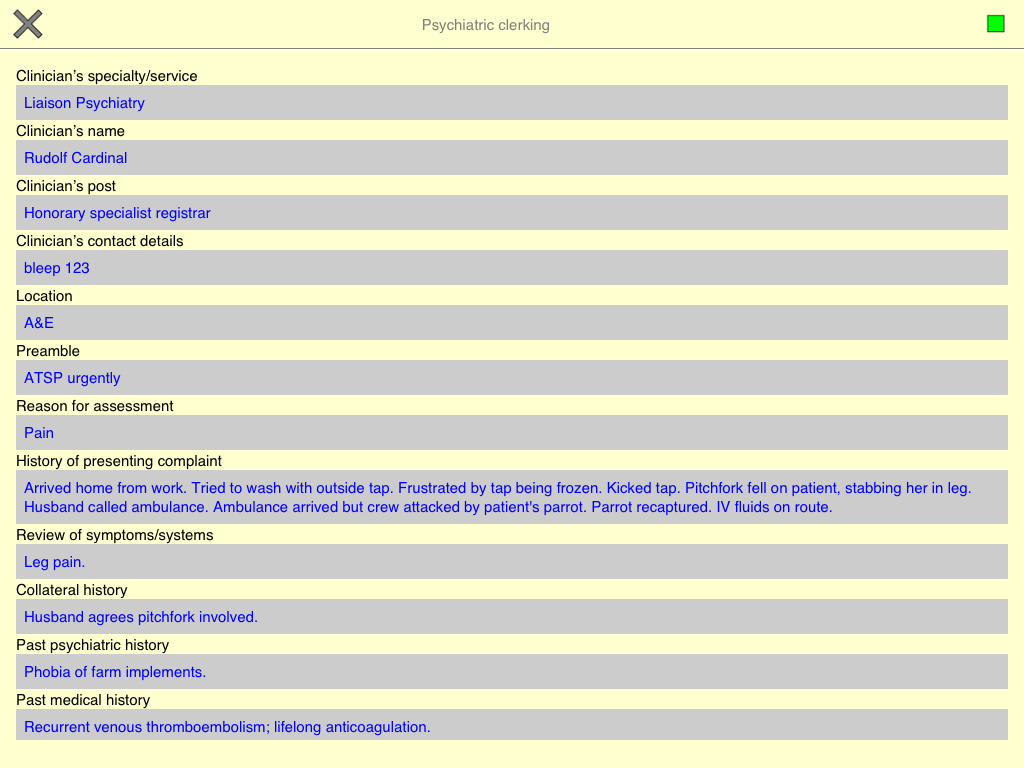 Psychiatric clerking
Clinician’s specialty/service
Liaison Psychiatry
Clinician’s name
Rudolf Cardinal
Clinician’s post
Honorary specialist registrar
Clinician’s contact details
bleep 123
Location
A&E
Preamble
ATSP urgently
Reason for assessment
Pain
History of presenting complaint
Arrived home from work. Tried to wash with outside tap. Frustrated by tap being frozen. Kicked tap. Pitchfork fell on patient, stabbing her in leg.
Husband called ambulance. Ambulance arrived but crew attacked by patient's parrot. Parrot recaptured. IV fluids on route.
Review of symptoms/systems
Leg pain.
Collateral history
Husband agrees pitchfork involved.
Past psychiatric history
Phobia of farm implements.
Past medical history
Recurrent venous thromboembolism; lifelong anticoagulation.